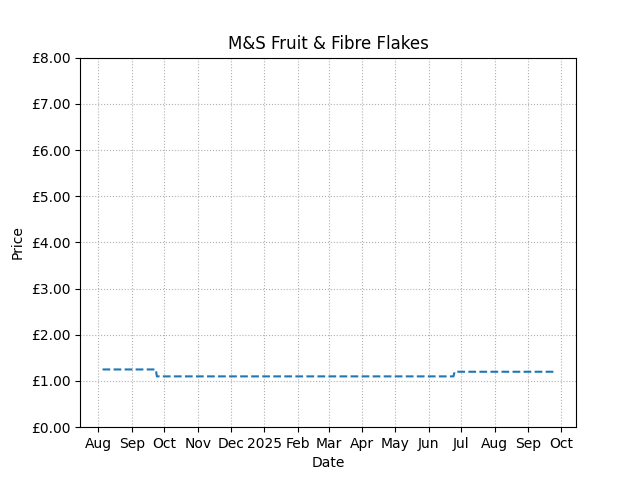 M&S Fruit & Fibre Flakes
£8.00
£7.00
£6.00
£5.00
£4.00
£3.00
£2.00
£1.00
£0.00
Price
Aug Sep Oct Nov Dec 2025 Feb Mar Apr May Jun Jul Aug Sep Oct
Date